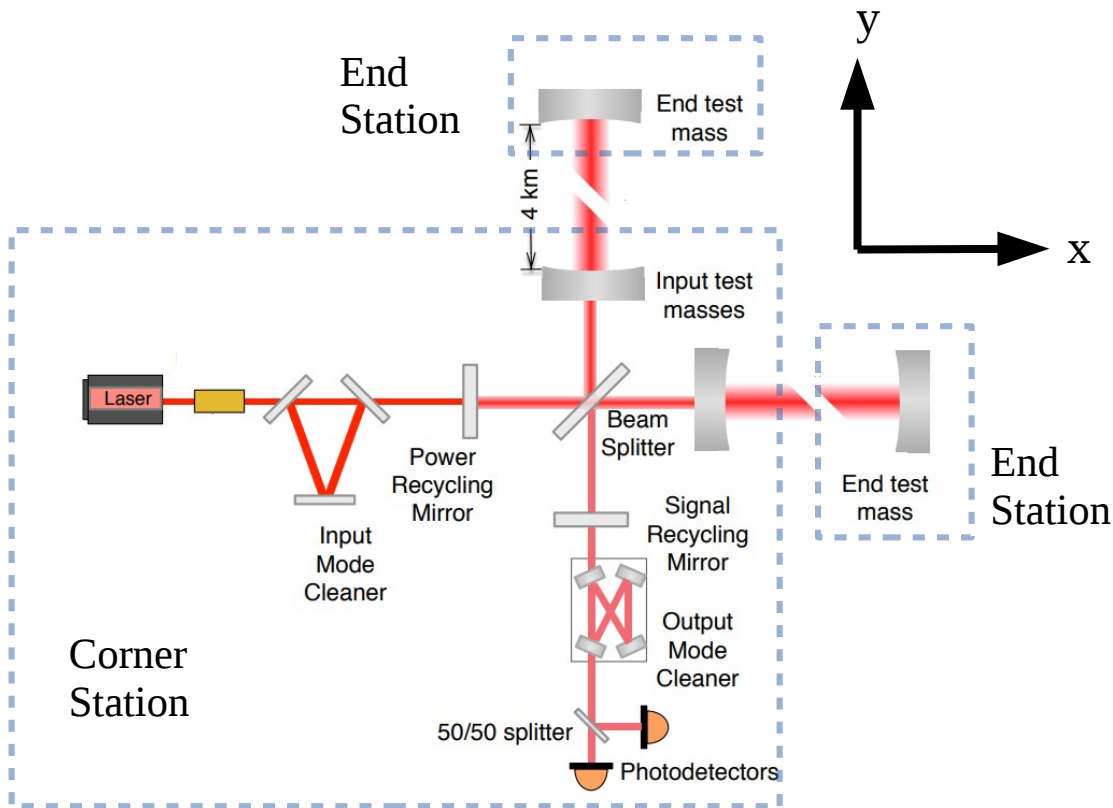 y
End
Station
End test
mass
4 km
x
Input test
masses
Laser
Beam
Splitter
Power
Recycling
Mirror
End test
mass
End
Station
Input
Mode
Cleaner
Signal
Recycling
Mirror
Output
Mode
Cleaner
Corner
Station
50/50 splitter
Photodetectors